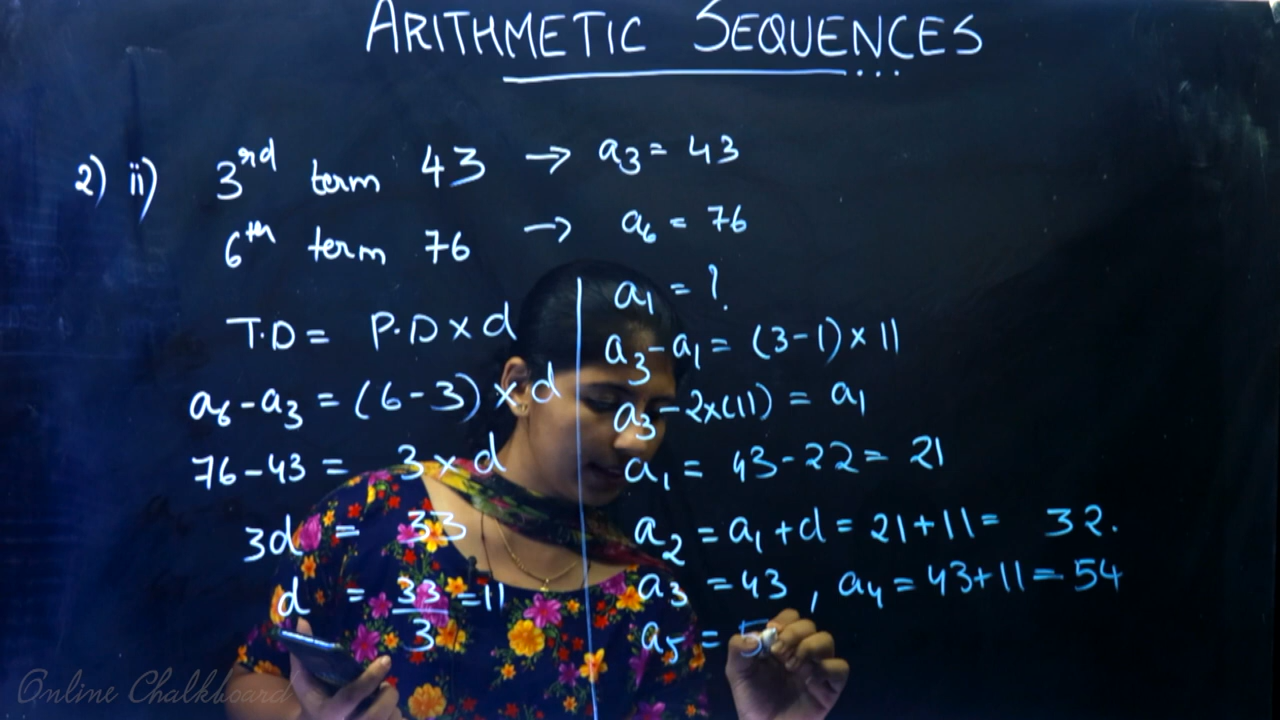 ARITHMETIC SEQUENCES...
2) ii) 3rd term 43 → a3 = 43
6th term 76 → a6 = 76
T.D = P.D × d
a6 - a3 = (6-3) × d
76-43 = 3 × d
3d = 33
d = 33/3 = 11
a1 = ?
a3 - a1 = (3-1) × 11
a3 - 2×(11) = a1
a1 = 43-22 = 21
a2 = a1 + d = 21+11 = 32.
a3 = 43, a4 = 43+11 = 54
a5 = 5
Online Chalkboard